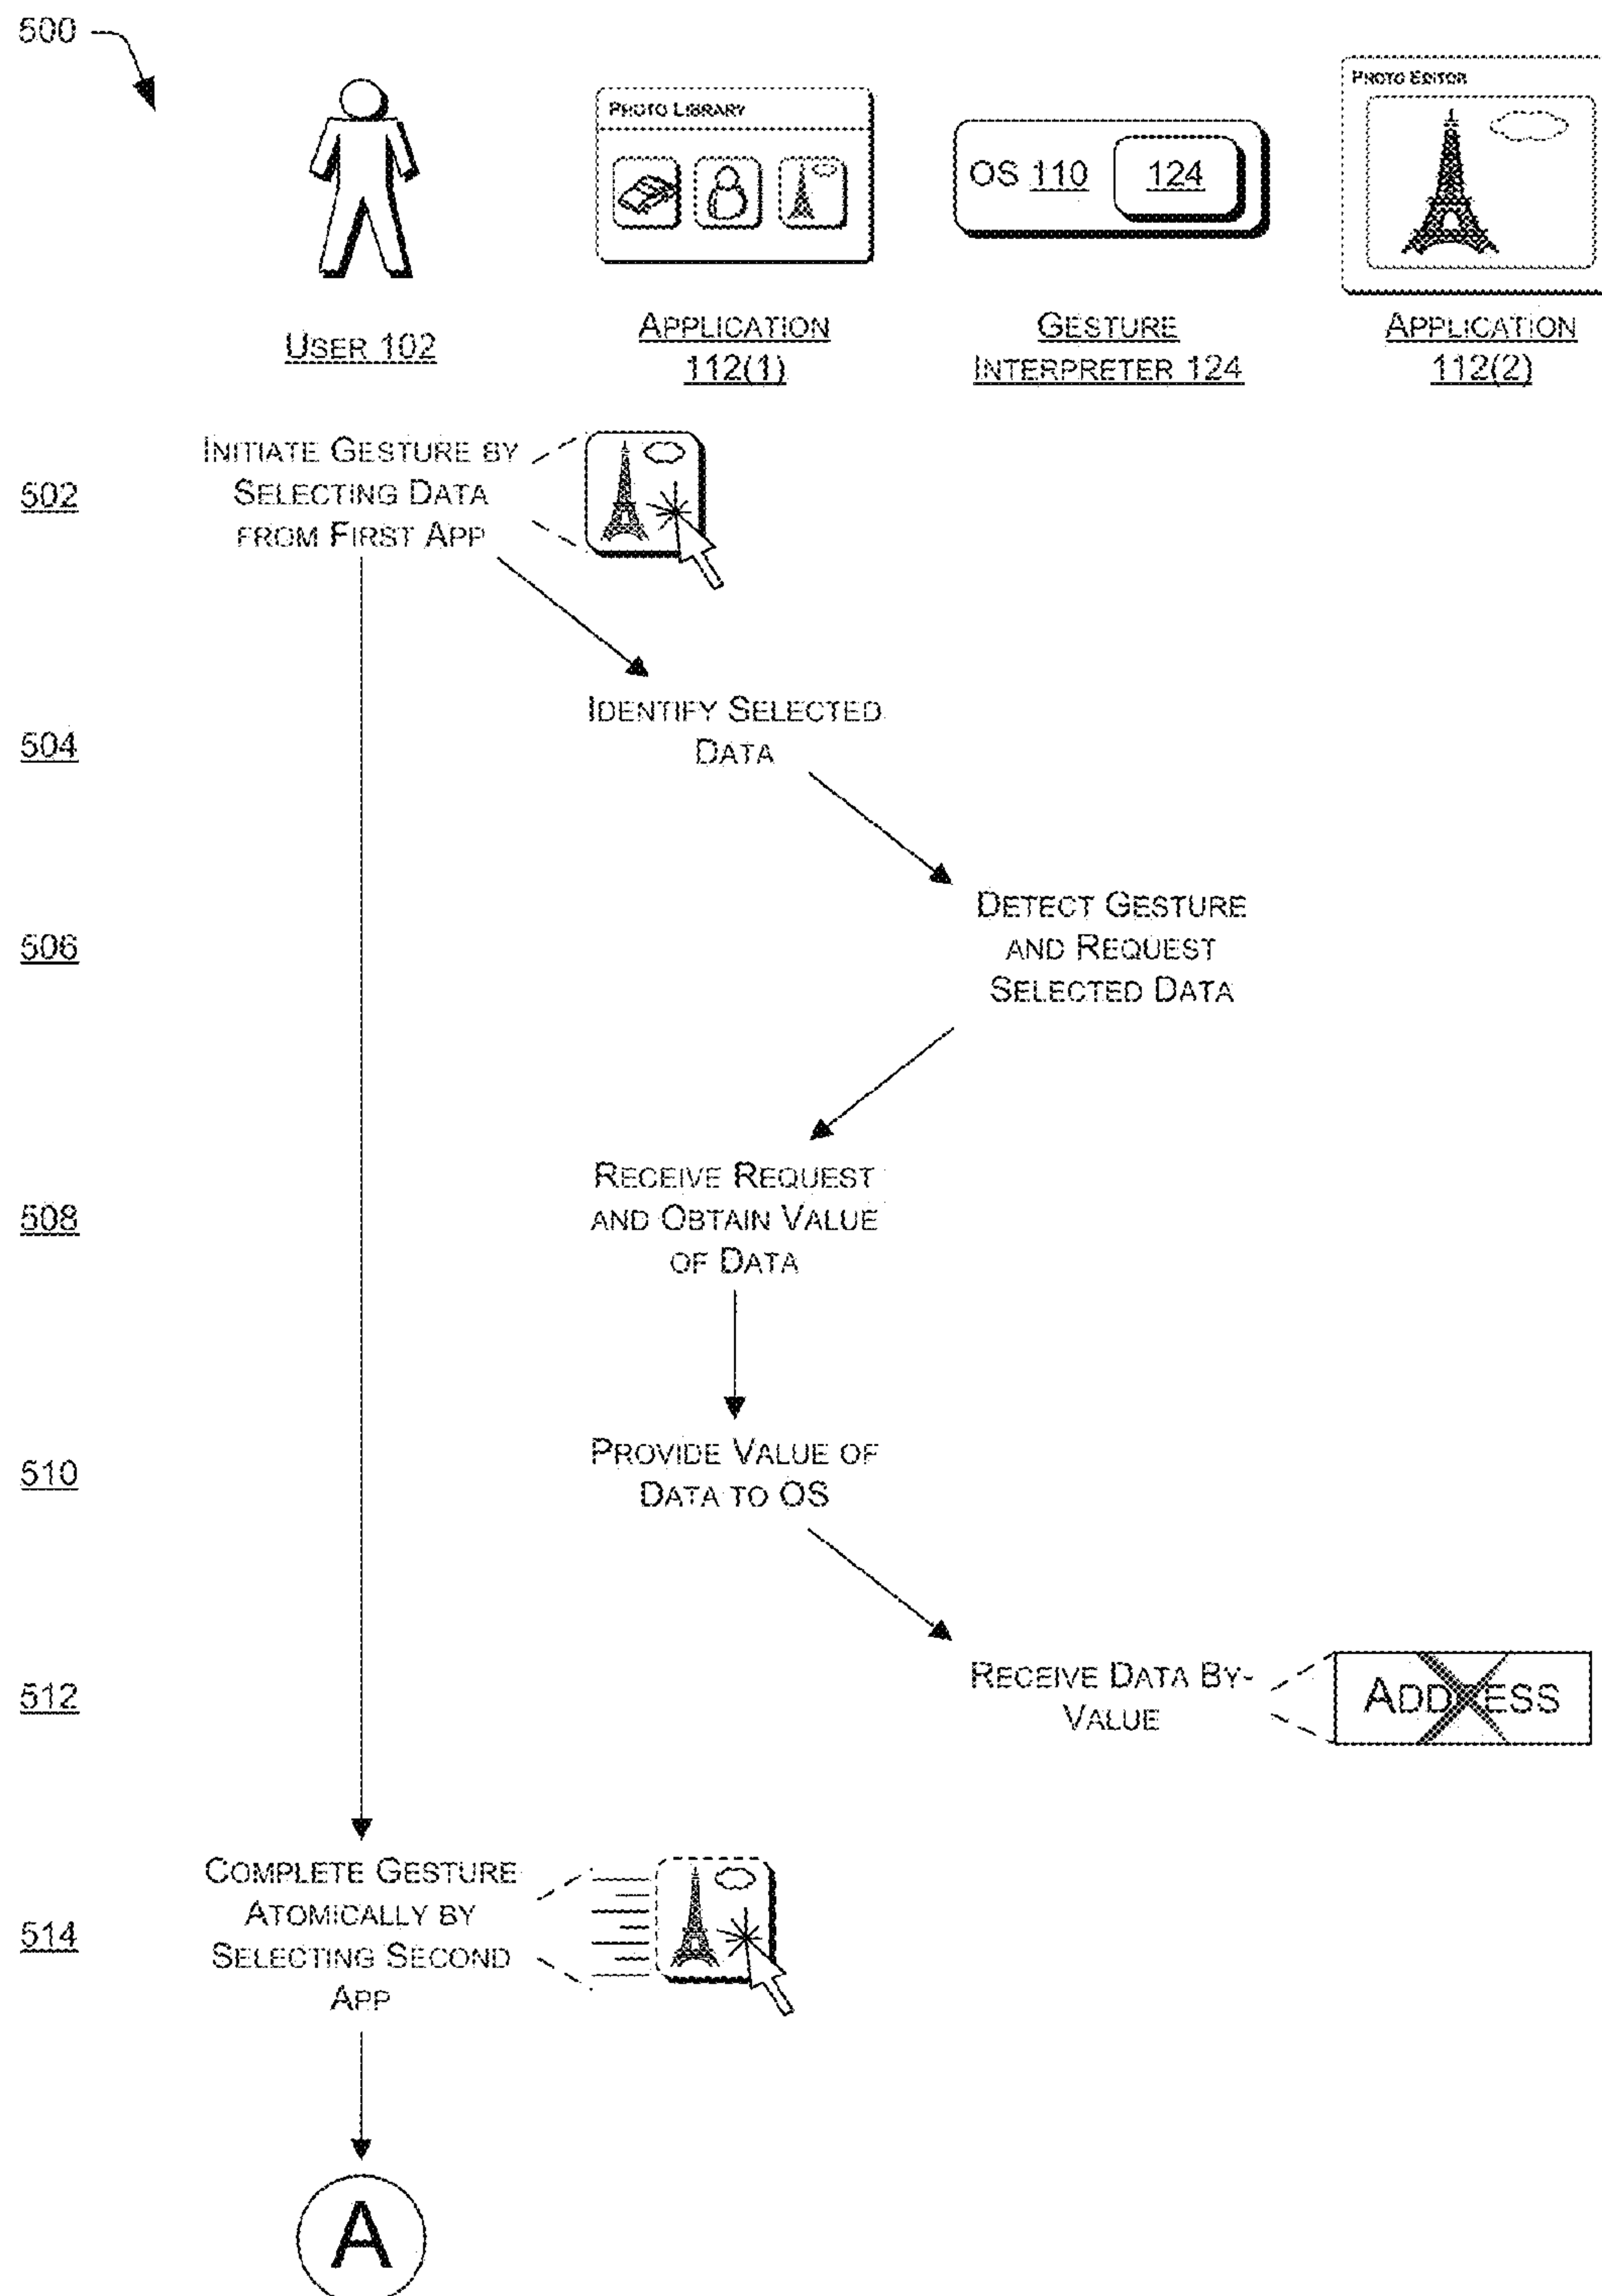 500
PHOTO LIBRARY
PHOTO EDITOR
OS 110 124
USER 102
APPLICATION
112(1)
GESTURE
INTERPRETER 124
APPLICATION
112(2)
502
INITIATE GESTURE BY
SELECTING DATA
FROM FIRST APP
504
IDENTIFY SELECTED
DATA
506
DETECT GESTURE
AND REQUEST
SELECTED DATA
508
RECEIVE REQUEST
AND OBTAIN VALUE
OF DATA
510
PROVIDE VALUE OF
DATA TO OS
512
RECEIVE DATA BY-
VALUE
ADDRESS
514
COMPLETE GESTURE
ATOMICALLY BY
SELECTING SECOND
APP
A